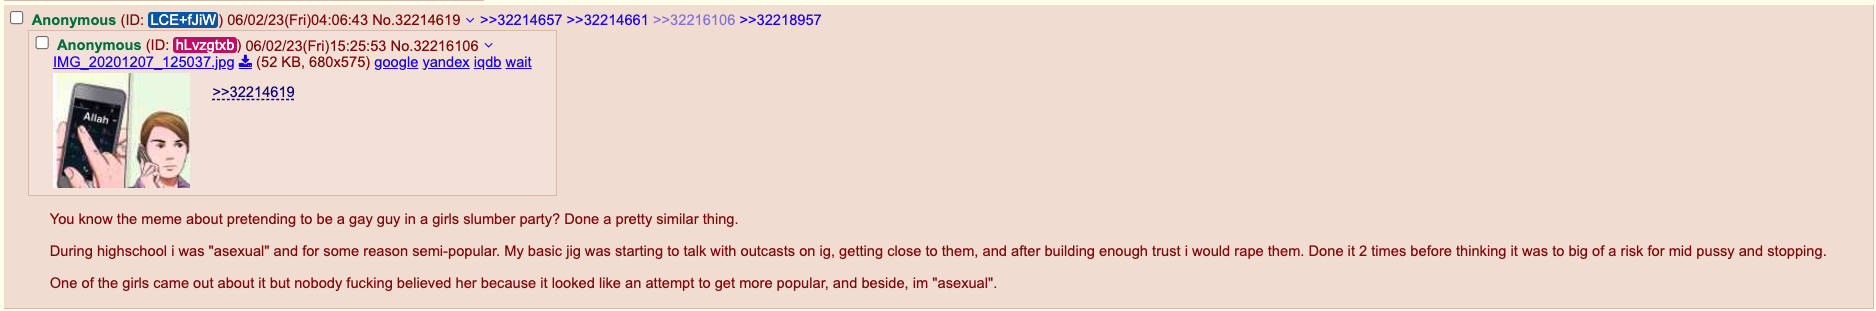 Anonymous (ID: LCE+fJiW) 06/02/23(Fri)04:06:43 No.32214619 >>32214657 >>32214661 >>32216106 >>32218957
Anonymous (ID: hLvzgtxb) 06/02/23(Fri)15:25:53 No.32216106
IMG_20201207_125037.jpg (52 KB, 680x575) google yandex iqdb wait
>>32214619
Allah
You know the meme about pretending to be a gay guy in a girls slumber party? Done a pretty similar thing.
During highschool i was "asexual" and for some reason semi-popular. My basic jig was starting to talk with outcasts on ig, getting close to them, and after building enough trust i would rape them. Done it 2 times before thinking it was to big of a risk for mid pussy and stopping.
One of the girls came out about it but nobody fucking believed her because it looked like an attempt to get more popular, and beside, im "asexual".